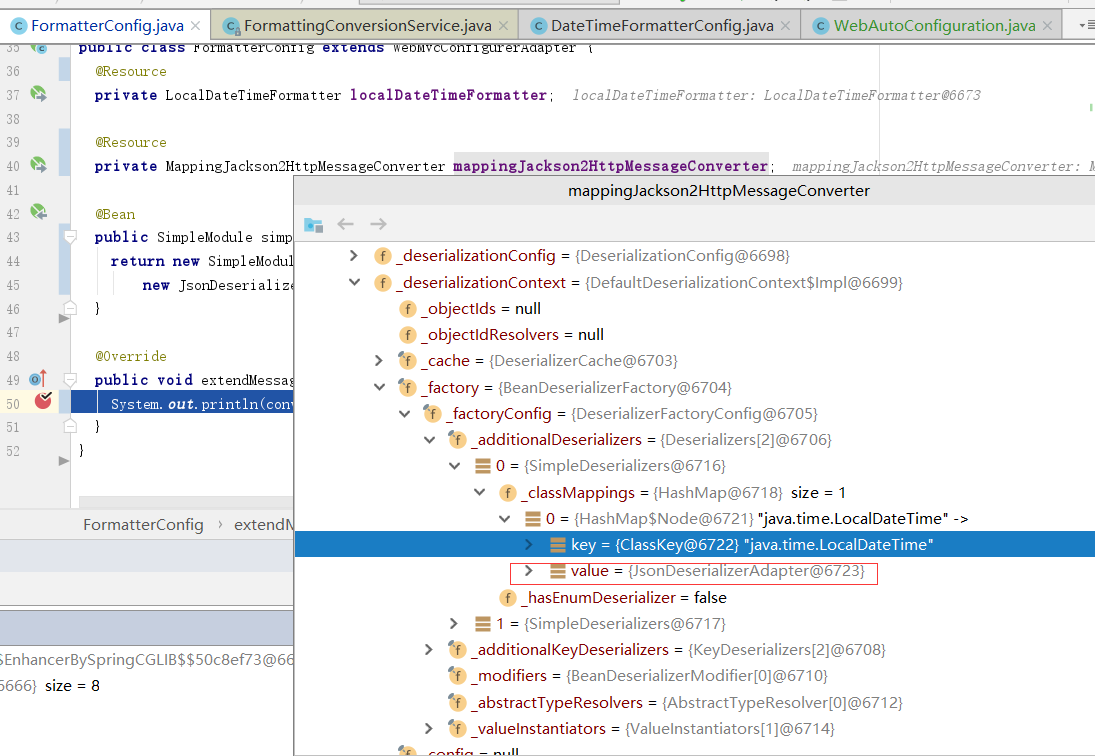 FormatterConfig.java
FormattingConversionService.java
DateTimeFormatterConfig.java
WebAutoConfiguration.java
35 public class FormatterConfig extends WebMvcConfigurerAdapter {
36 @Resource
37 private LocalDateTimeFormatter localDateTimeFormatter; localDateTimeFormatter: LocalDateTimeFormatter@6673
38
39 @Resource
40 private MappingJackson2HttpMessageConverter mappingJackson2HttpMessageConverter; mappingJackson2HttpMessageConverter: M
41
42 @Bean
43 public SimpleModule simp
44 return new SimpleModul
45 new JsonDeserialize
46 }
47
48 @Override
49 public void extendMessag
50 System.out.println(conv
51 }
52 }
FormatterConfig › extendM
$EnhancerBySpringCGLIB$$50c8ef73@66
6666} size = 8
mappingJackson2HttpMessageConverter
_deserializationConfig = {DeserializationConfig@6698}
_deserializationContext = {DefaultDeserializationContext$Impl@6699}
_objectIds = null
_objectIdResolvers = null
_cache = {DeserializerCache@6703}
_factory = {BeanDeserializerFactory@6704}
_factoryConfig = {DeserializerFactoryConfig@6705}
_additionalDeserializers = {Deserializers[2]@6706}
0 = {SimpleDeserializers@6716}
_classMappings = {HashMap@6718} size = 1
0 = {HashMap$Node@6721} "java.time.LocalDateTime" ->
key = {ClassKey@6722} "java.time.LocalDateTime"
value = {JsonDeserializerAdapter@6723}
_hasEnumDeserializer = false
1 = {SimpleDeserializers@6717}
_additionalKeyDeserializers = {KeyDeserializers[2]@6708}
_modifiers = {BeanDeserializerModifier[0]@6710}
_abstractTypeResolvers = {AbstractTypeResolver[0]@6712}
_valueInstantiators = {ValueInstantiators[1]@6714}
_config = null